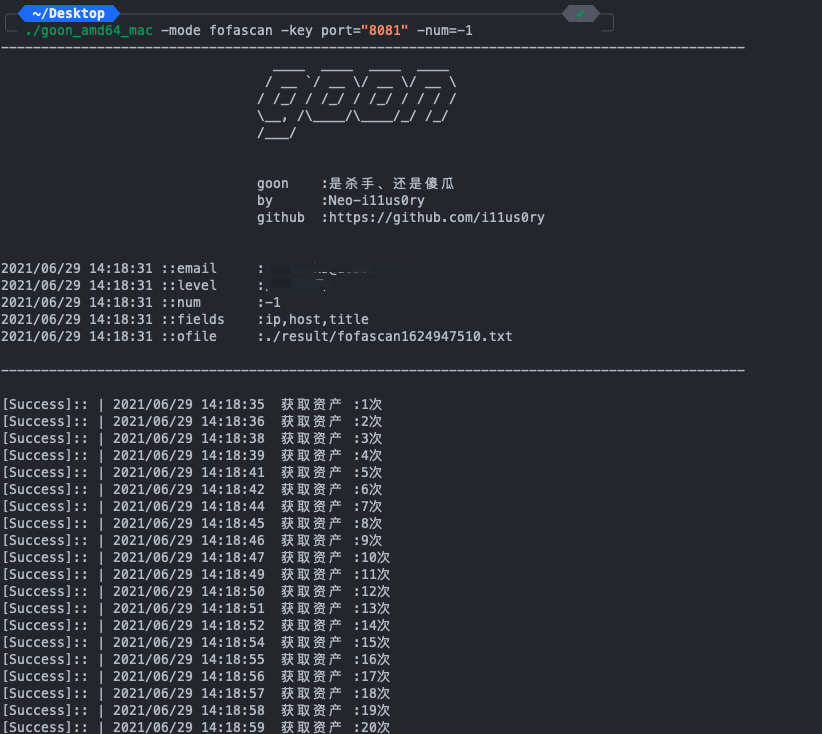 ~/Desktop ✓
./goon_amd64_mac -mode fofascan -key port="8081" -num=-1
goon :是杀手、还是傻瓜
by :Neo-i11us0ry
github :https://github.com/i11us0ry
2021/06/29 14:18:31 ::email :
2021/06/29 14:18:31 ::level :
2021/06/29 14:18:31 ::num :-1
2021/06/29 14:18:31 ::fields :ip,host,title
2021/06/29 14:18:31 ::ofile :./result/fofascan1624947510.txt
[Success]:: | 2021/06/29 14:18:35 获取资产 :1次
[Success]:: | 2021/06/29 14:18:36 获取资产 :2次
[Success]:: | 2021/06/29 14:18:38 获取资产 :3次
[Success]:: | 2021/06/29 14:18:39 获取资产 :4次
[Success]:: | 2021/06/29 14:18:41 获取资产 :5次
[Success]:: | 2021/06/29 14:18:42 获取资产 :6次
[Success]:: | 2021/06/29 14:18:44 获取资产 :7次
[Success]:: | 2021/06/29 14:18:45 获取资产 :8次
[Success]:: | 2021/06/29 14:18:46 获取资产 :9次
[Success]:: | 2021/06/29 14:18:47 获取资产 :10次
[Success]:: | 2021/06/29 14:18:49 获取资产 :11次
[Success]:: | 2021/06/29 14:18:50 获取资产 :12次
[Success]:: | 2021/06/29 14:18:51 获取资产 :13次
[Success]:: | 2021/06/29 14:18:52 获取资产 :14次
[Success]:: | 2021/06/29 14:18:54 获取资产 :15次
[Success]:: | 2021/06/29 14:18:55 获取资产 :16次
[Success]:: | 2021/06/29 14:18:56 获取资产 :17次
[Success]:: | 2021/06/29 14:18:57 获取资产 :18次
[Success]:: | 2021/06/29 14:18:58 获取资产 :19次
[Success]:: | 2021/06/29 14:18:59 获取资产 :20次